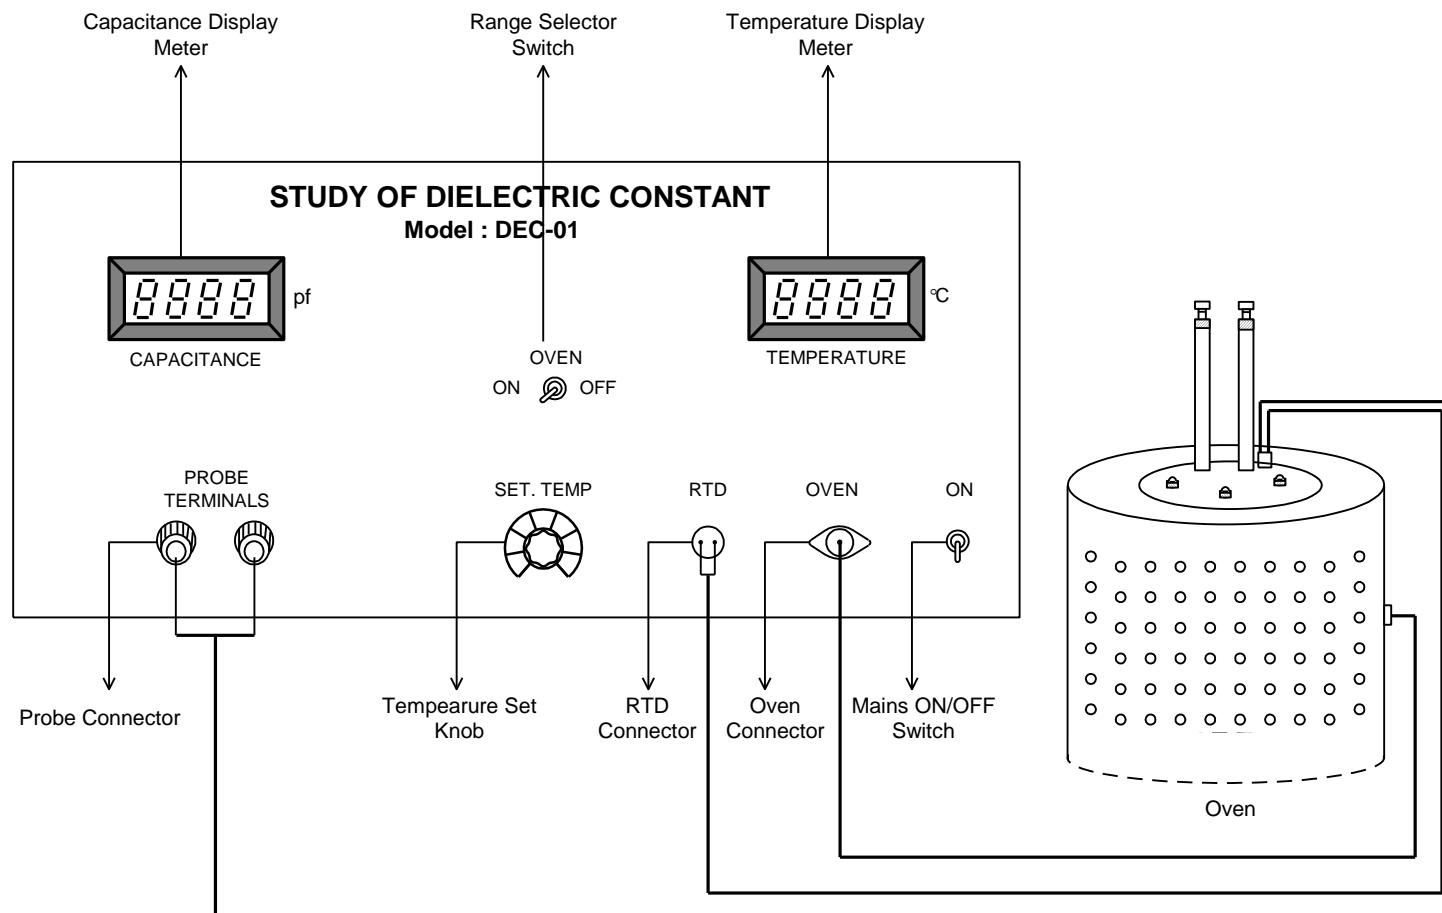 Capacitance Display
Meter
Range Selector
Switch
Temperature Display
Meter
STUDY OF DIELECTRIC CONSTANT
Model : DEC-01
8888 pf
8888 °C
CAPACITANCE
OVEN
TEMPERATURE
ON OFF
PROBE
TERMINALS
SET. TEMP
RTD
OVEN
ON
Probe Connector
Tempearure Set
Knob
RTD
Connector
Oven
Connector
Mains ON/OFF
Switch
Oven